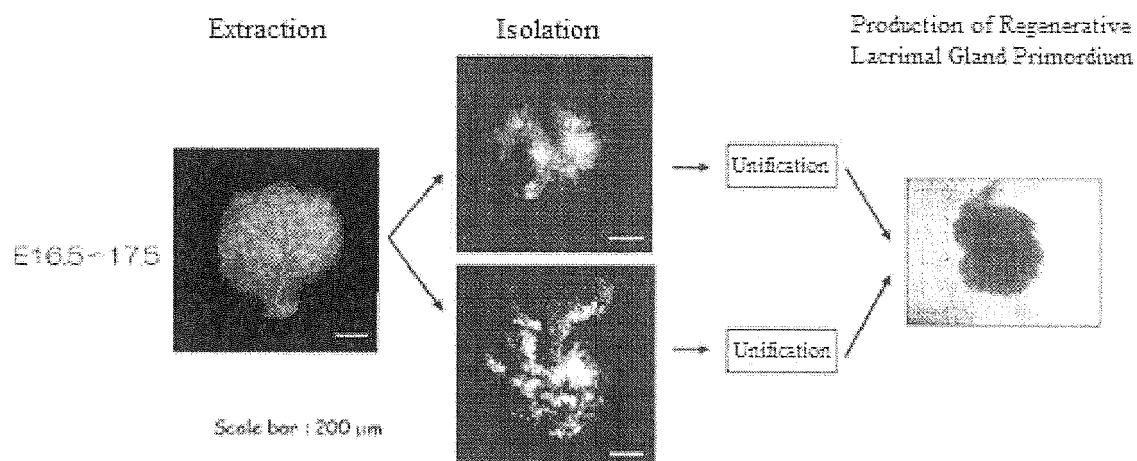 Extraction
Isolation
Production of Regenerative
Lacrimal Gland Primordium
E16.5~17.5
Unification
Unification
Scale bar : 200 μm